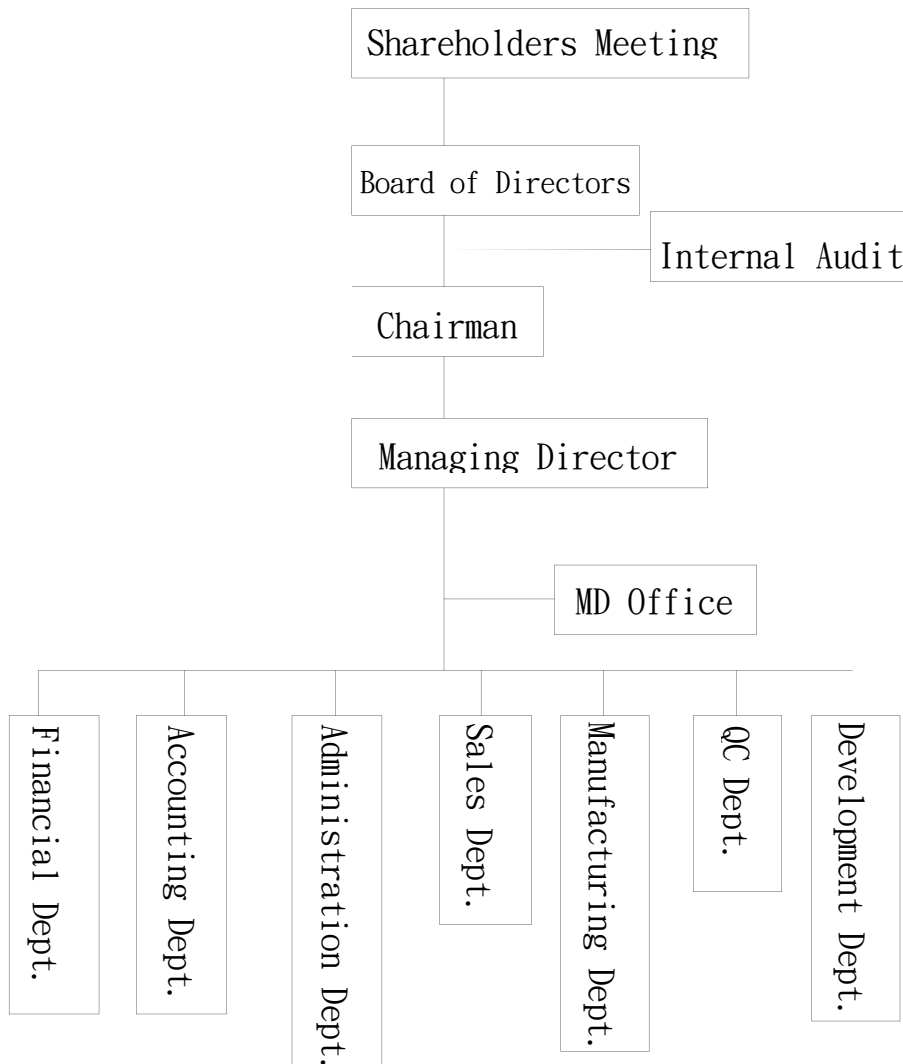 Shareholders Meeting
Board of Directors
Internal Audit
Chairman
Managing Director
MD Office
Financial Dept.
Accounting Dept.
Administration Dept.
Sales Dept.
Manufacturing Dept.
QC Dept.
Development Dept.